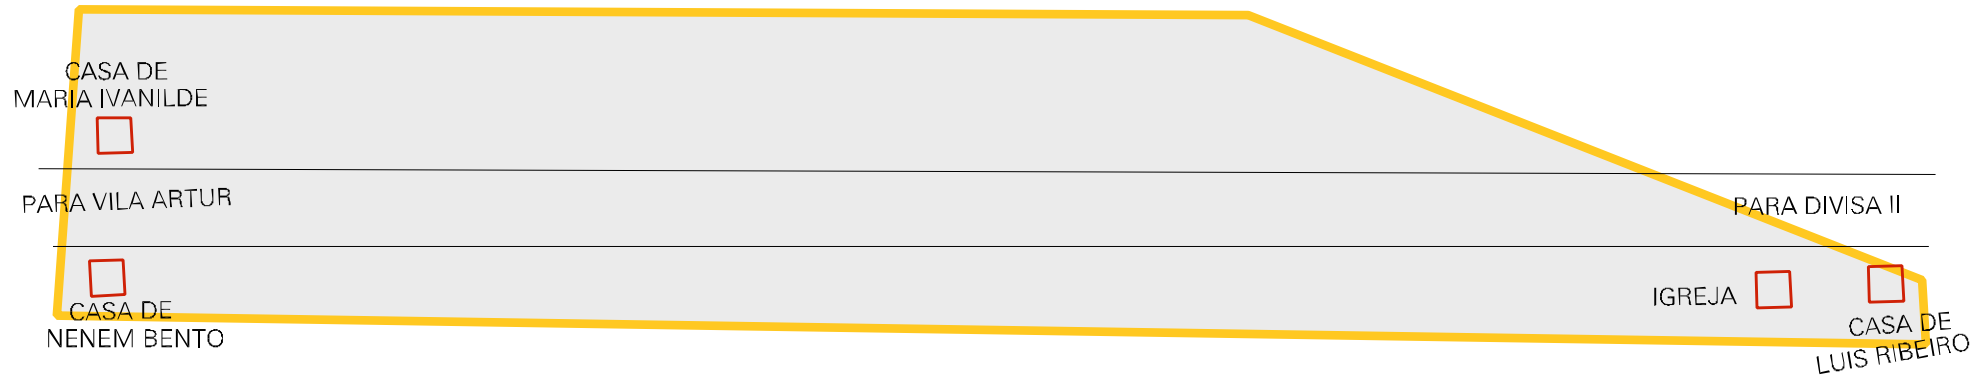 CASA DE
MARIA IVANILDE
PARA VILA ARTUR
PARA DIVISA II
CASA DE
NENEM BENTO
IGREJA
CASA DE
LUIS RIBEIRO